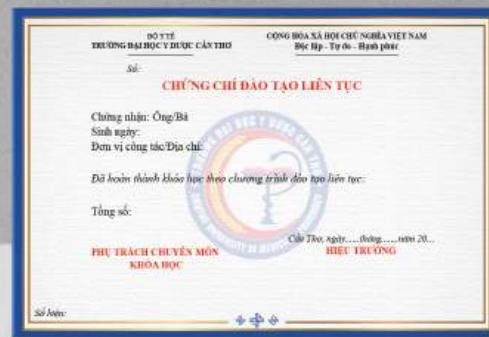 BỘ Y TẾ
TRƯỜNG ĐẠI HỌC Y DƯỢC CẦN THƠ
CỘNG HÒA XÃ HỘI CHỦ NGHĨA VIỆT NAM
Độc lập - Tự do - Hạnh phúc
Số:
CHỨNG CHỈ ĐÀO TẠO LIÊN TỤC
Chứng nhận: Ông/Bà
Sinh ngày:
Đơn vị công tác/Địa chỉ:
Đã hoàn thành khóa học theo chương trình đào tạo liên tục:
Tổng số:
Cần Thơ, ngày......tháng......năm 20...
PHỤ TRÁCH CHUYÊN MÔN
KHÓA HỌC
HIỆU TRƯỞNG
Số hiệu: